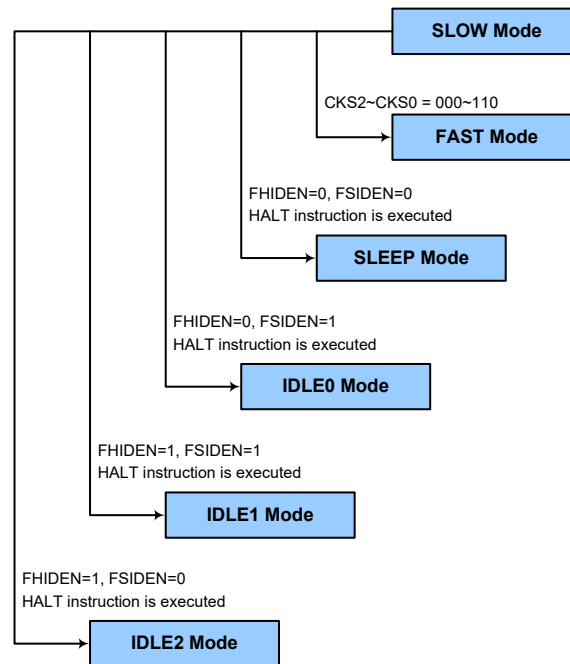 SLOW Mode
CKS2~CKS0 = 000~110
FAST Mode
FHIDEN=0, FSIDEN=0
HALT instruction is executed
SLEEP Mode
FHIDEN=0, FSIDEN=1
HALT instruction is executed
IDLE0 Mode
FHIDEN=1, FSIDEN=1
HALT instruction is executed
IDLE1 Mode
FHIDEN=1, FSIDEN=0
HALT instruction is executed
IDLE2 Mode